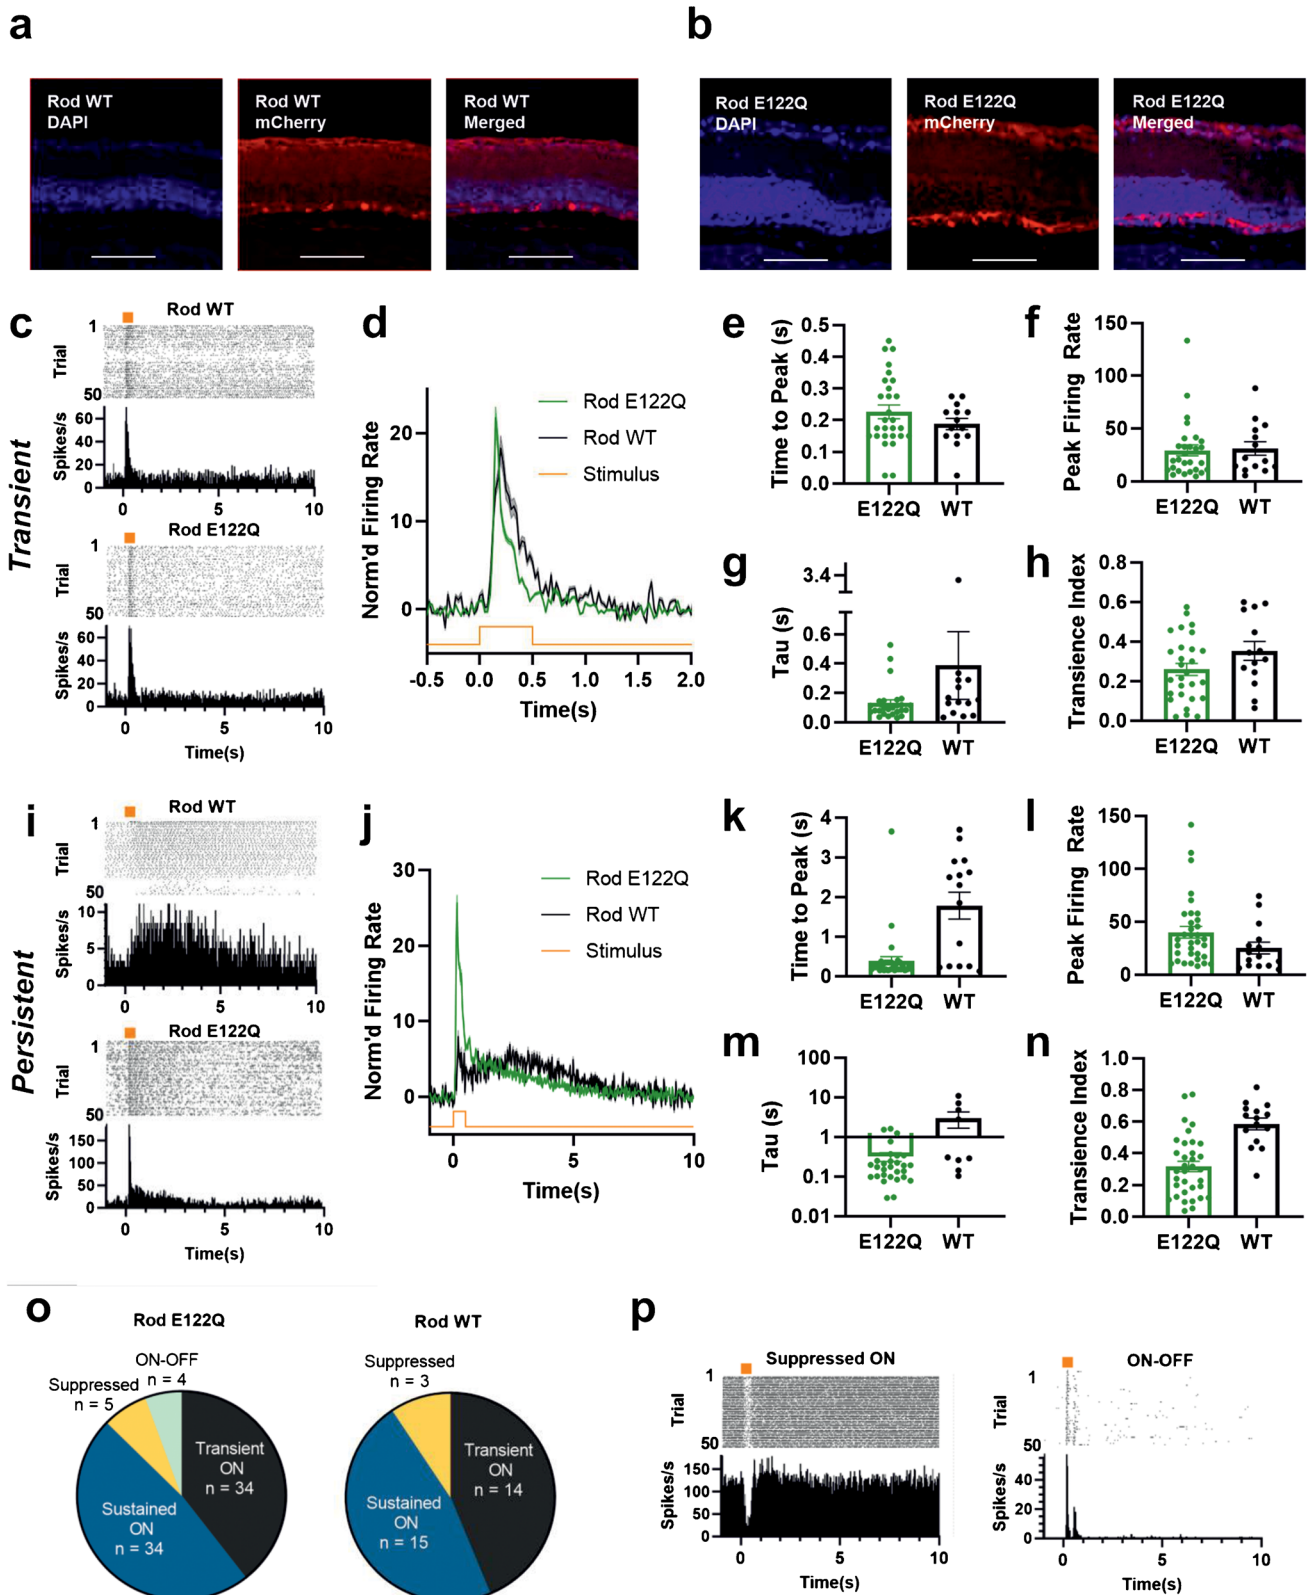 a
Rod WT
DAPI
Rod WT
mCherry
Rod WT
Merged
b
Rod E122Q
DAPI
Rod E122Q
mCherry
Rod E122Q
Merged
Transient
c
Rod WT
Trial
1
50
Spikes/s
60
40
20
0
0 5 10
Rod E122Q
Trial
1
50
Spikes/s
60
40
20
0
0 5 10
Time(s)
d
Norm'd Firing Rate
20
10
0
Rod E122Q
Rod WT
Stimulus
-0.5 0.0 0.5 1.0 1.5 2.0
Time(s)
e
Time to Peak (s)
0.5
0.4
0.3
0.2
0.1
0.0
E122Q WT
f
Peak Firing Rate
150
100
50
0
E122Q WT
g
Tau (s)
3.4
0.6
0.4
0.2
0.0
E122Q WT
h
Transience Index
0.8
0.6
0.4
0.2
0.0
E122Q WT
Persistent
i
Rod WT
Trial
1
50
Spikes/s
10
5
0
0 5 10
Rod E122Q
Trial
1
50
Spikes/s
150
100
50
0
0 5 10
Time(s)
j
Norm'd Firing Rate
30
20
10
0
Rod E122Q
Rod WT
Stimulus
0 5 10
Time(s)
k
Time to Peak (s)
4
3
2
1
0
E122Q WT
l
Peak Firing Rate
150
100
50
0
E122Q WT
m
Tau (s)
100
10
1
0.1
0.01
E122Q WT
n
Transience Index
1.0
0.8
0.6
0.4
0.2
0.0
E122Q WT
o
Rod E122Q
ON-OFF
n = 4
Suppressed
n = 5
Transient
ON
n = 34
Sustained
ON
n = 34
Rod WT
Suppressed
n = 3
Transient
ON
n = 14
Sustained
ON
n = 15
p
Suppressed ON
Trial
1
50
Spikes/s
150
100
50
0
0 5 10
Time(s)
ON-OFF
Trial
1
50
Spikes/s
40
20
0
0 5 10
Time(s)